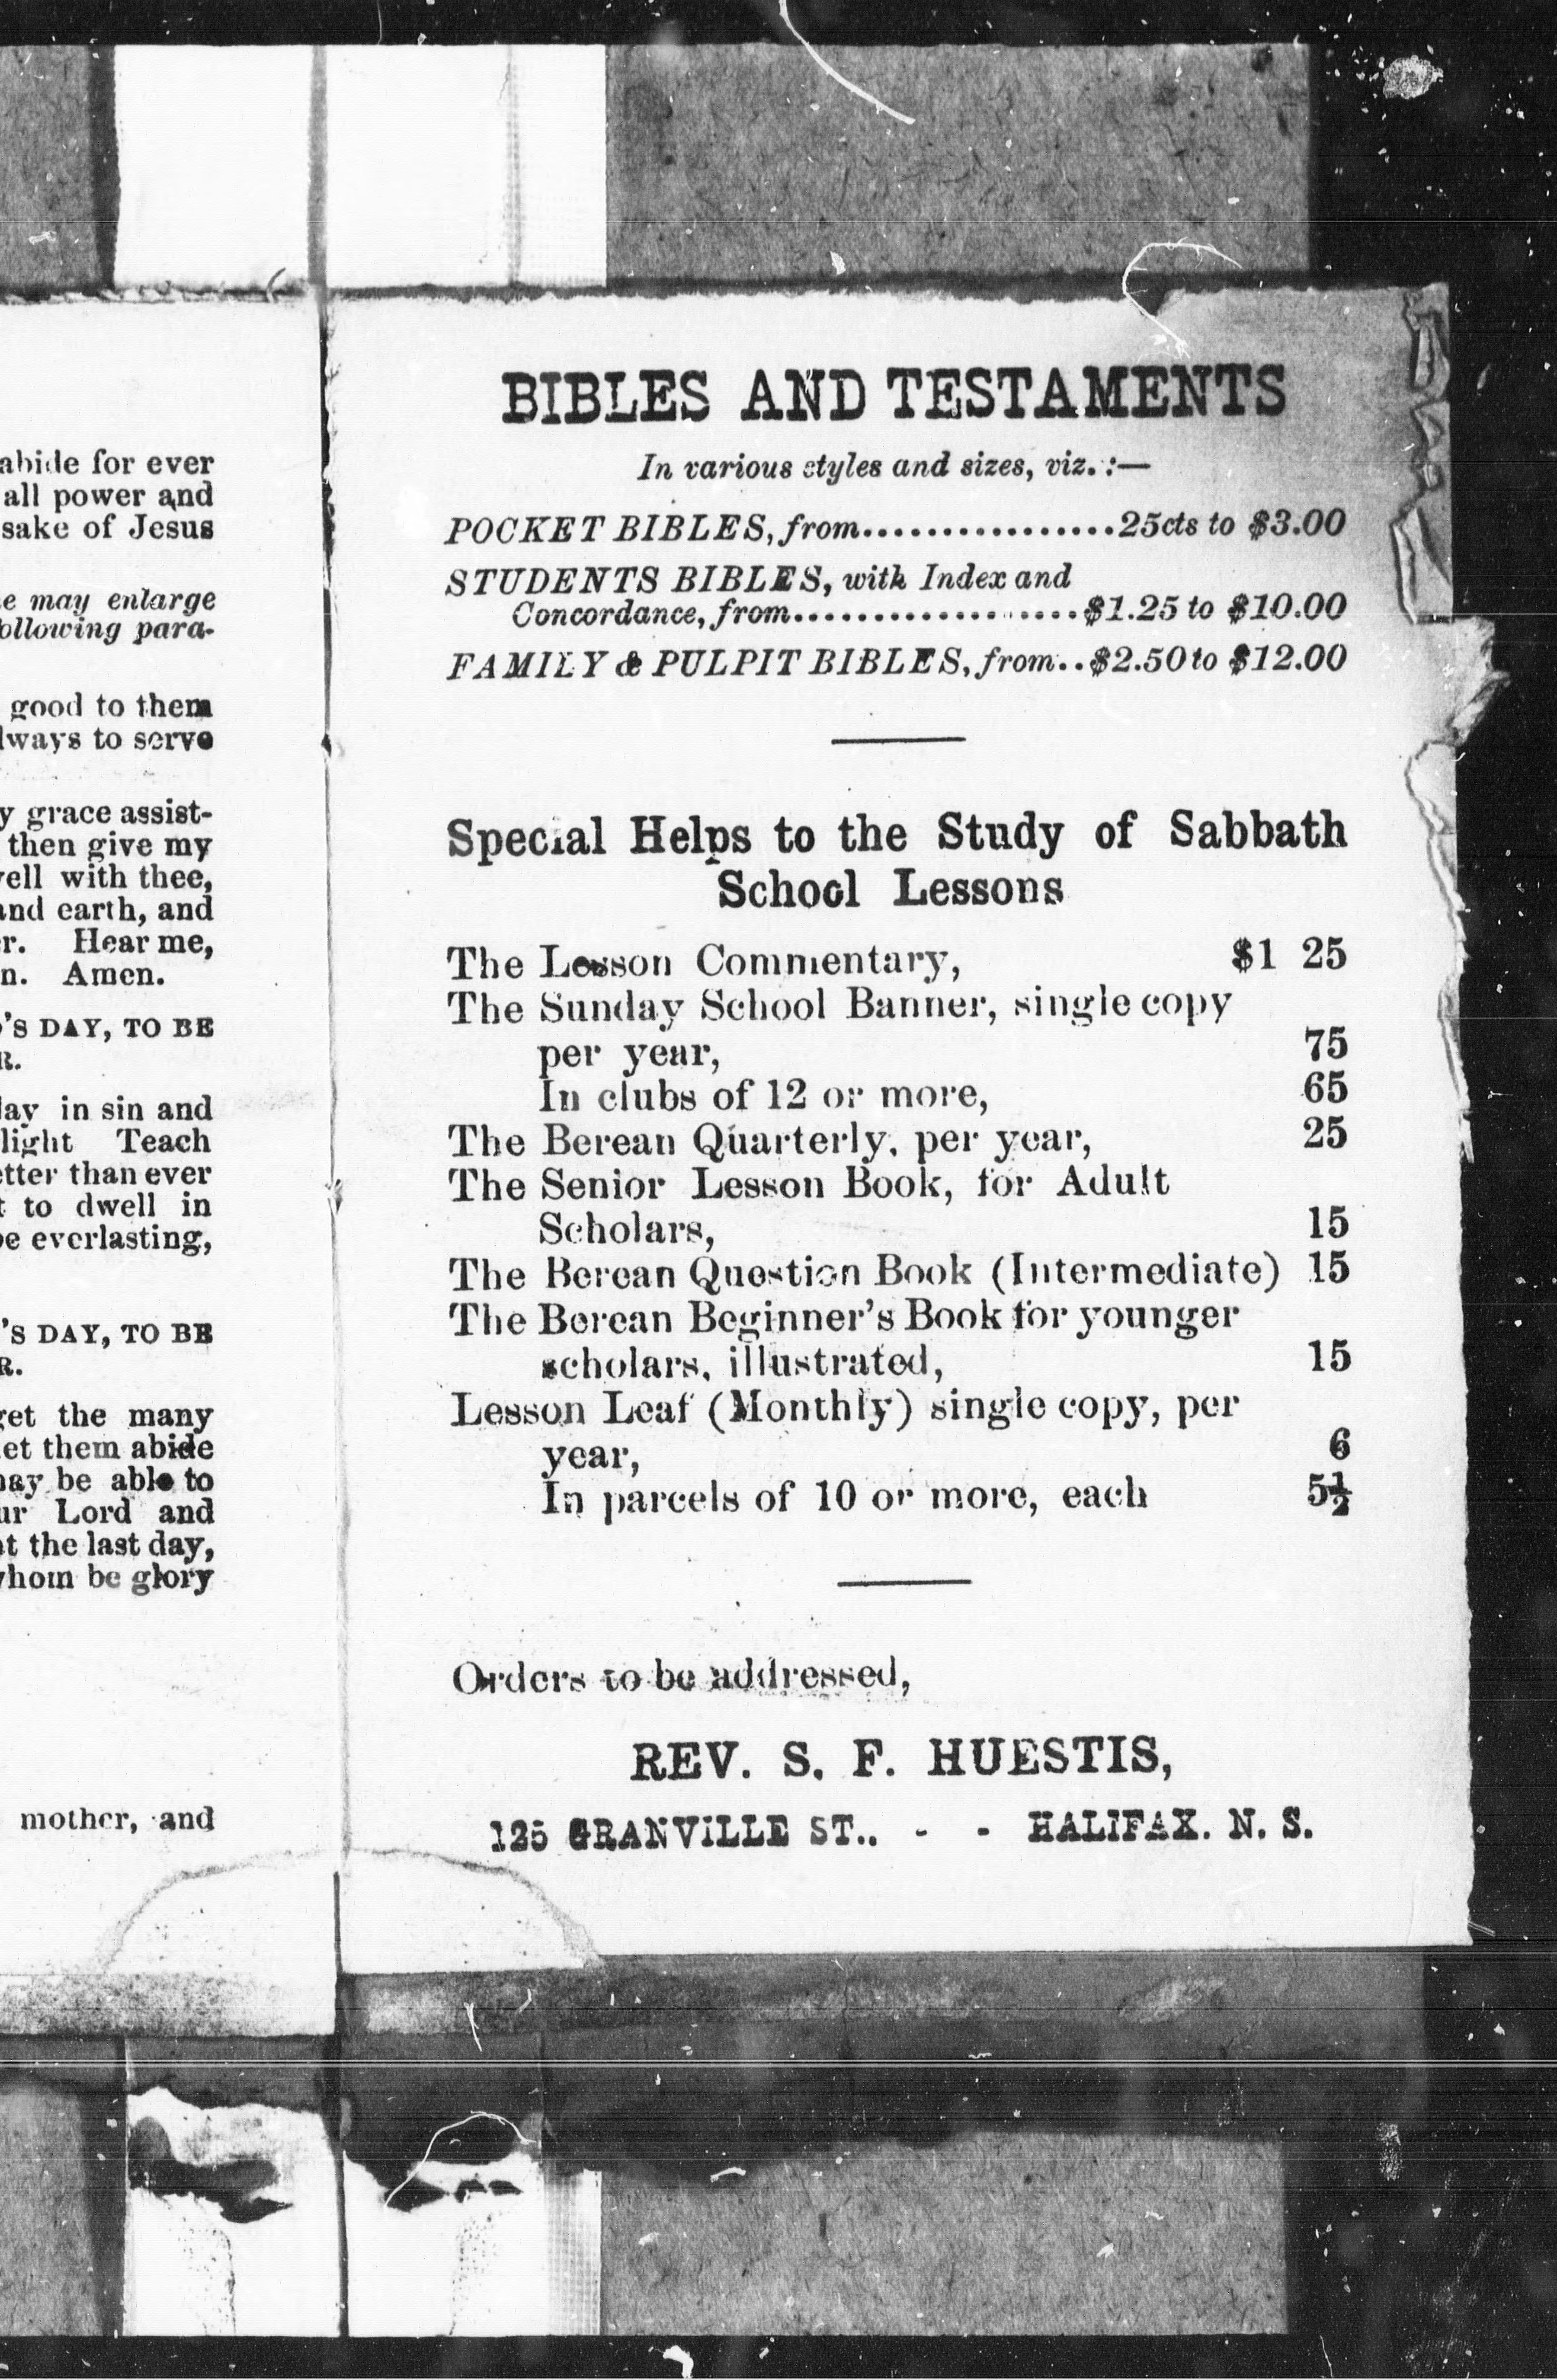 abide for ever
all power and
sake of Jesus
may enlarge
following para-
good to them
always to serve
grace assist-
then give my
well with thee,
and earth, and
Hear me,
Amen.
'S DAY, TO BE
day in sin and
light Teach
better than ever
to dwell in
be everlasting,
'S DAY, TO BE
get the many
let them abide
may be able to
our Lord and
at the last day,
whom be glory
mother, and
BIBLES AND TESTAMENTS
In various styles and sizes, viz. :—
POCKET BIBLES, from................25cts to $3.00
STUDENTS BIBLES, with Index and
Concordance, from...................$1.25 to $10.00
FAMILY & PULPIT BIBLES, from..$2.50 to $12.00
Special Helps to the Study of Sabbath
School Lessons
The Lesson Commentary, $1 25
The Sunday School Banner, single copy
per year, 75
In clubs of 12 or more, 65
The Berean Quarterly, per year, 25
The Senior Lesson Book, for Adult
Scholars, 15
The Berean Question Book (Intermediate) 15
The Berean Beginner's Book for younger
scholars, illustrated, 15
Lesson Leaf (Monthly) single copy, per
year, 6
In parcels of 10 or more, each 5½
Orders to be addressed,
REV. S. F. HUESTIS,
125 GRANVILLE ST.. - - HALIFAX. N. S.